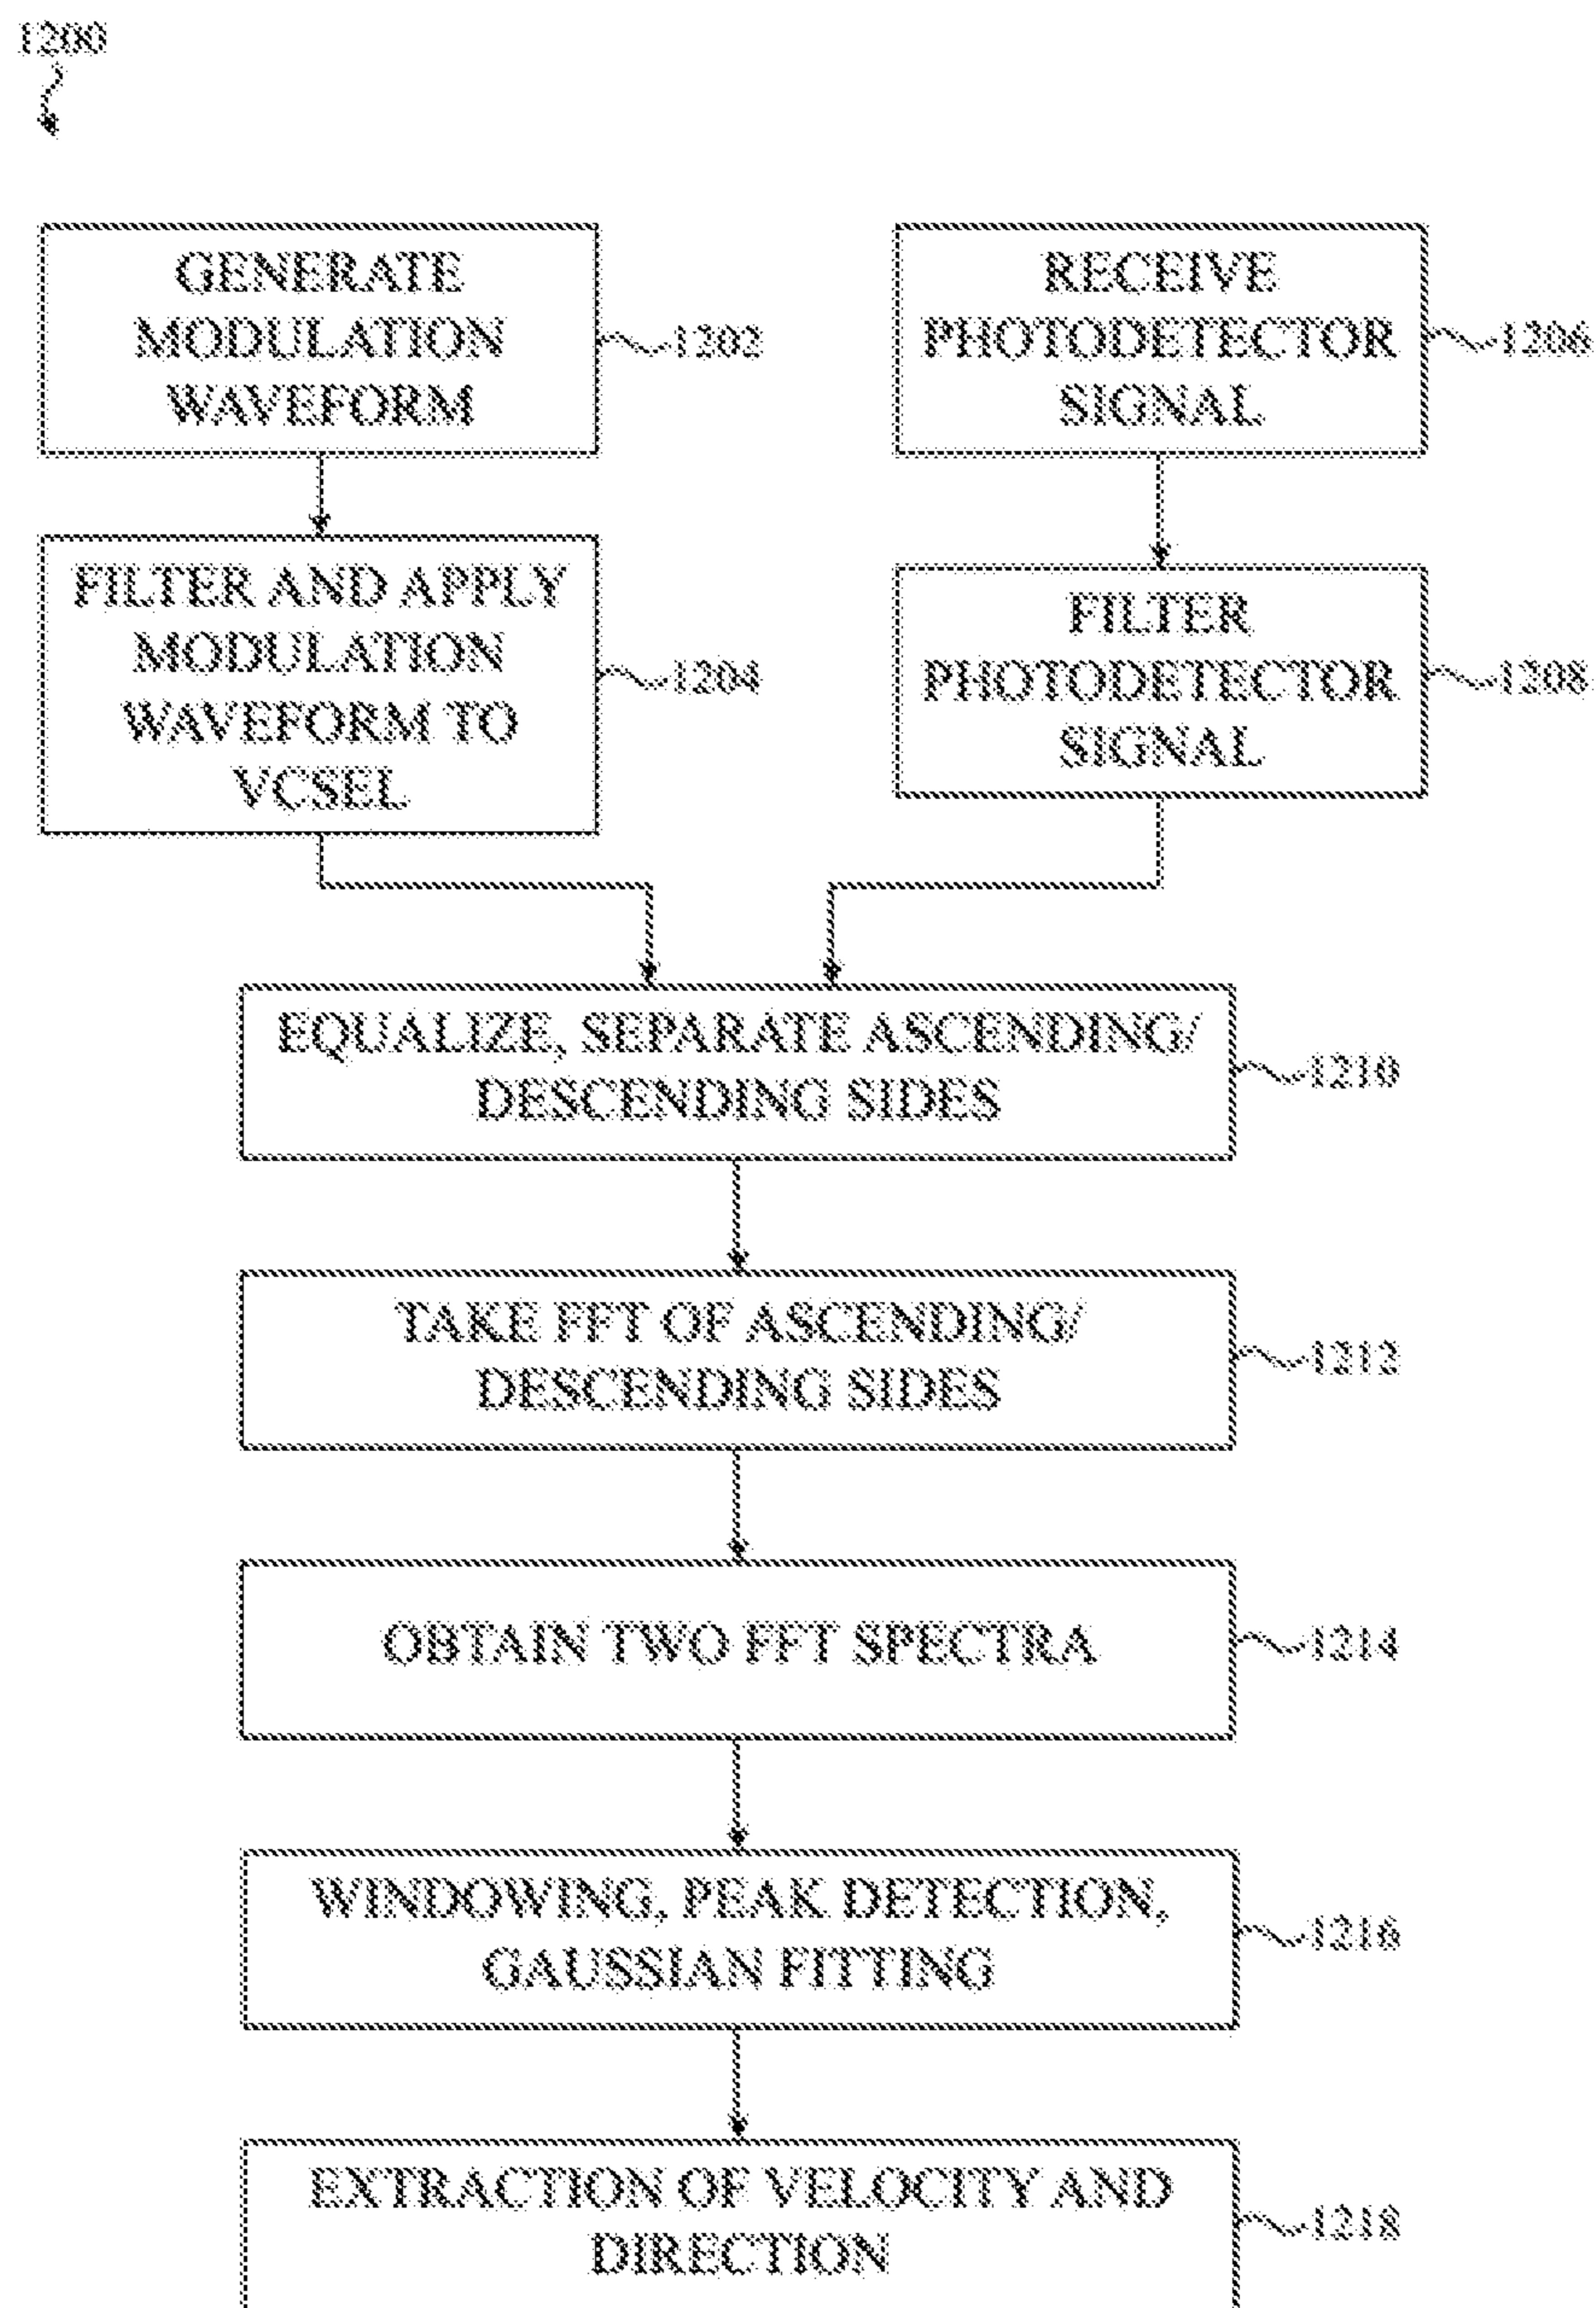 1200
GENERATE
MODULATION
WAVEFORM
1202
RECEIVE
PHOTODETECTOR
SIGNAL
1206
FILTER AND APPLY
MODULATION
WAVEFORM TO
VCSEL
1204
FILTER
PHOTODETECTOR
SIGNAL
1208
EQUALIZE, SEPARATE ASCENDING/
DESCENDING SIDES
1210
TAKE FFT OF ASCENDING/
DESCENDING SIDES
1212
OBTAIN TWO FFT SPECTRA
1214
WINDOWING, PEAK DETECTION,
GAUSSIAN FITTING
1216
EXTRACTION OF VELOCITY AND
DIRECTION
1218